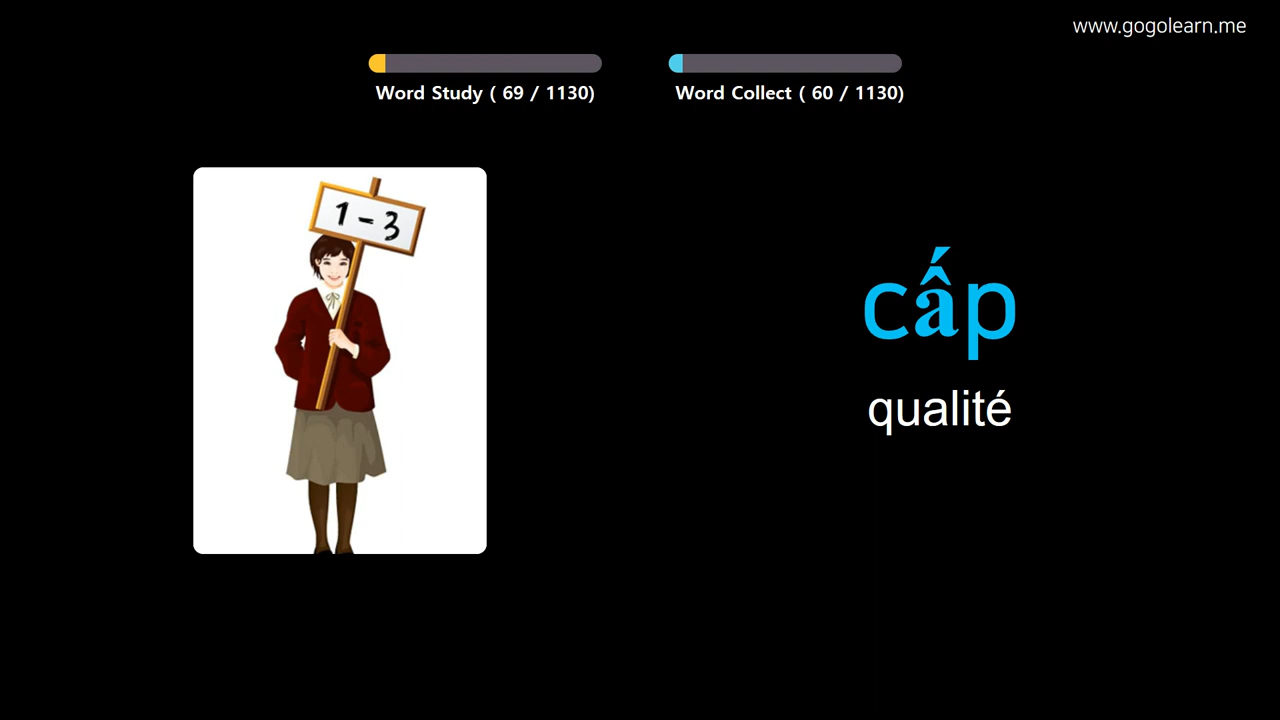 www.gogolearn.me
Word Study ( 69 / 1130)
Word Collect ( 60 / 1130)
1 - 3
cấp
qualité